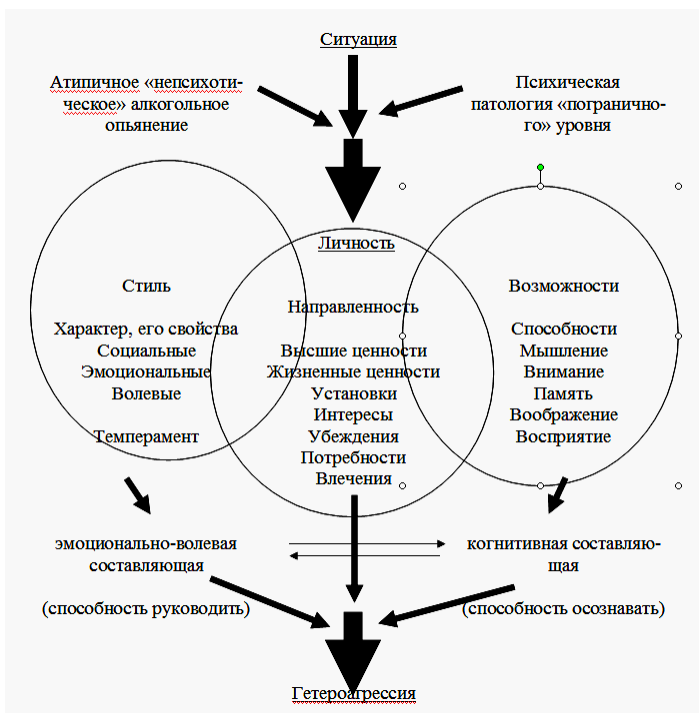 Ситуация
Атипичное «непсихоти-
ческое» алкогольное
опьянение
Психическая
патология «погранично-
го» уровня
Личность
Стиль
Характер, его свойства
Социальные
Эмоциональные
Волевые
Темперамент
Направленность
Высшие ценности
Жизненные ценности
Установки
Интересы
Убеждения
Потребности
Влечения
Возможности
Способности
Мышление
Внимание
Память
Воображение
Восприятие
эмоционально-волевая
составляющая
(способность руководить)
когнитивная составляю-
щая
(способность осознавать)
Гетероагрессия